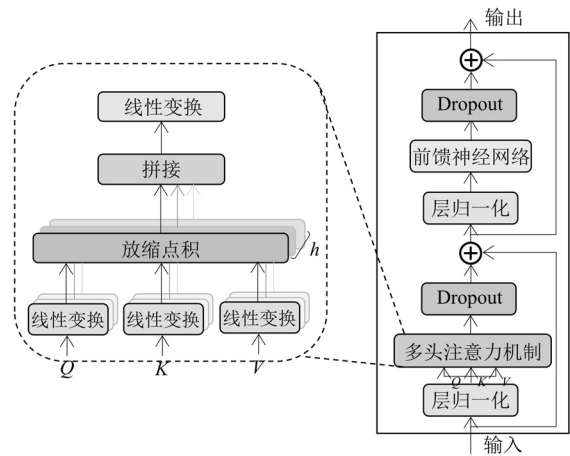 输出
Dropout
前馈神经网络
层归一化
Dropout
多头注意力机制
Q K V
层归一化
输入
线性变换
拼接
放缩点积
h
线性变换 线性变换 线性变换
Q K V